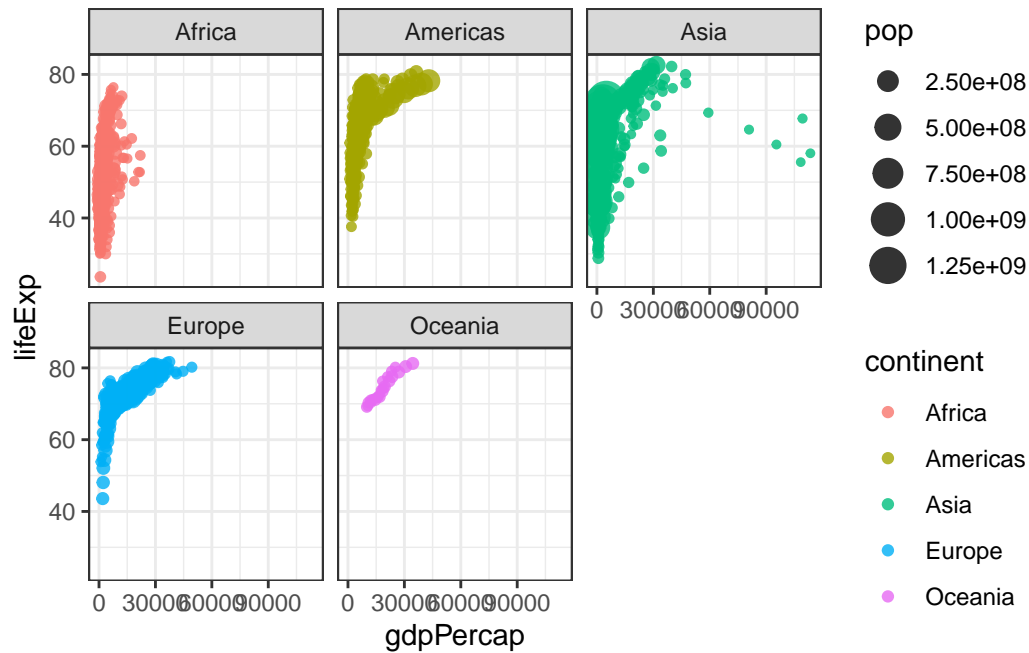 Africa
Americas
Asia
80
60
40
0 30000 60000 90000
Europe
Oceania
80
60
40
0 30000 60000 90000
0 30000 60000 90000
gdpPercap
lifeExp
pop
2.50e+08
5.00e+08
7.50e+08
1.00e+09
1.25e+09
continent
Africa
Americas
Asia
Europe
Oceania